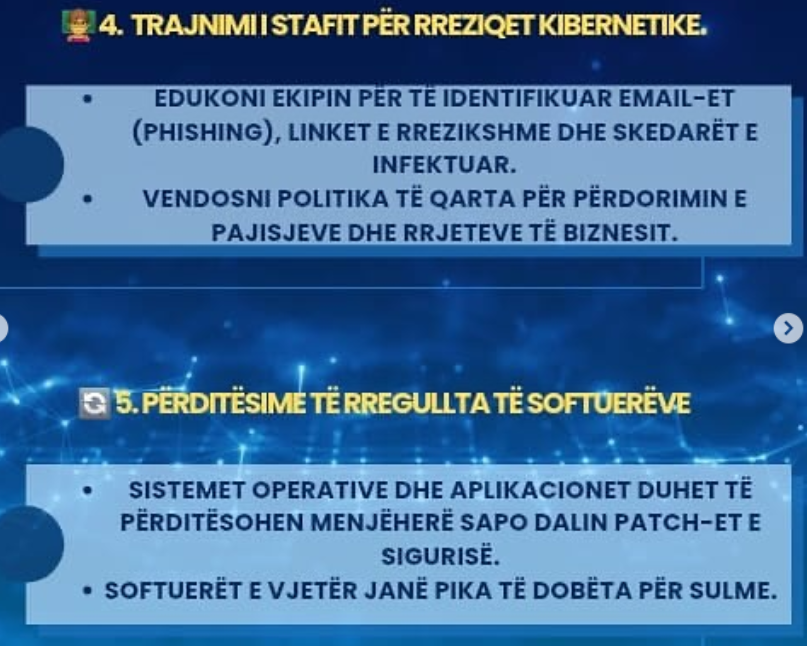 4. TRAJNIMI I STAFIT PËR RREZIQET KIBERNETIKE.
• EDUKONI EKIPIN PËR TË IDENTIFIKUAR EMAIL-ET
(PHISHING), LINKET E RREZIKSHME DHE SKEDARËT E
INFEKTUAR.
• VENDOSNI POLITIKA TË QARTA PËR PËRDORIMIN E
PAJISJEVE DHE RRJETEVE TË BIZNESIT.
5. PËRDITËSIME TË RREGULLTA TË SOFTUERËVE
• SISTEMET OPERATIVE DHE APLIKACIONET DUHET TË
PËRDITËSOHEN MENJËHERË SAPO DALIN PATCH-ET E
SIGURISË.
• SOFTUERËT E VJETËR JANË PIKA TË DOBËTA PËR SULME.